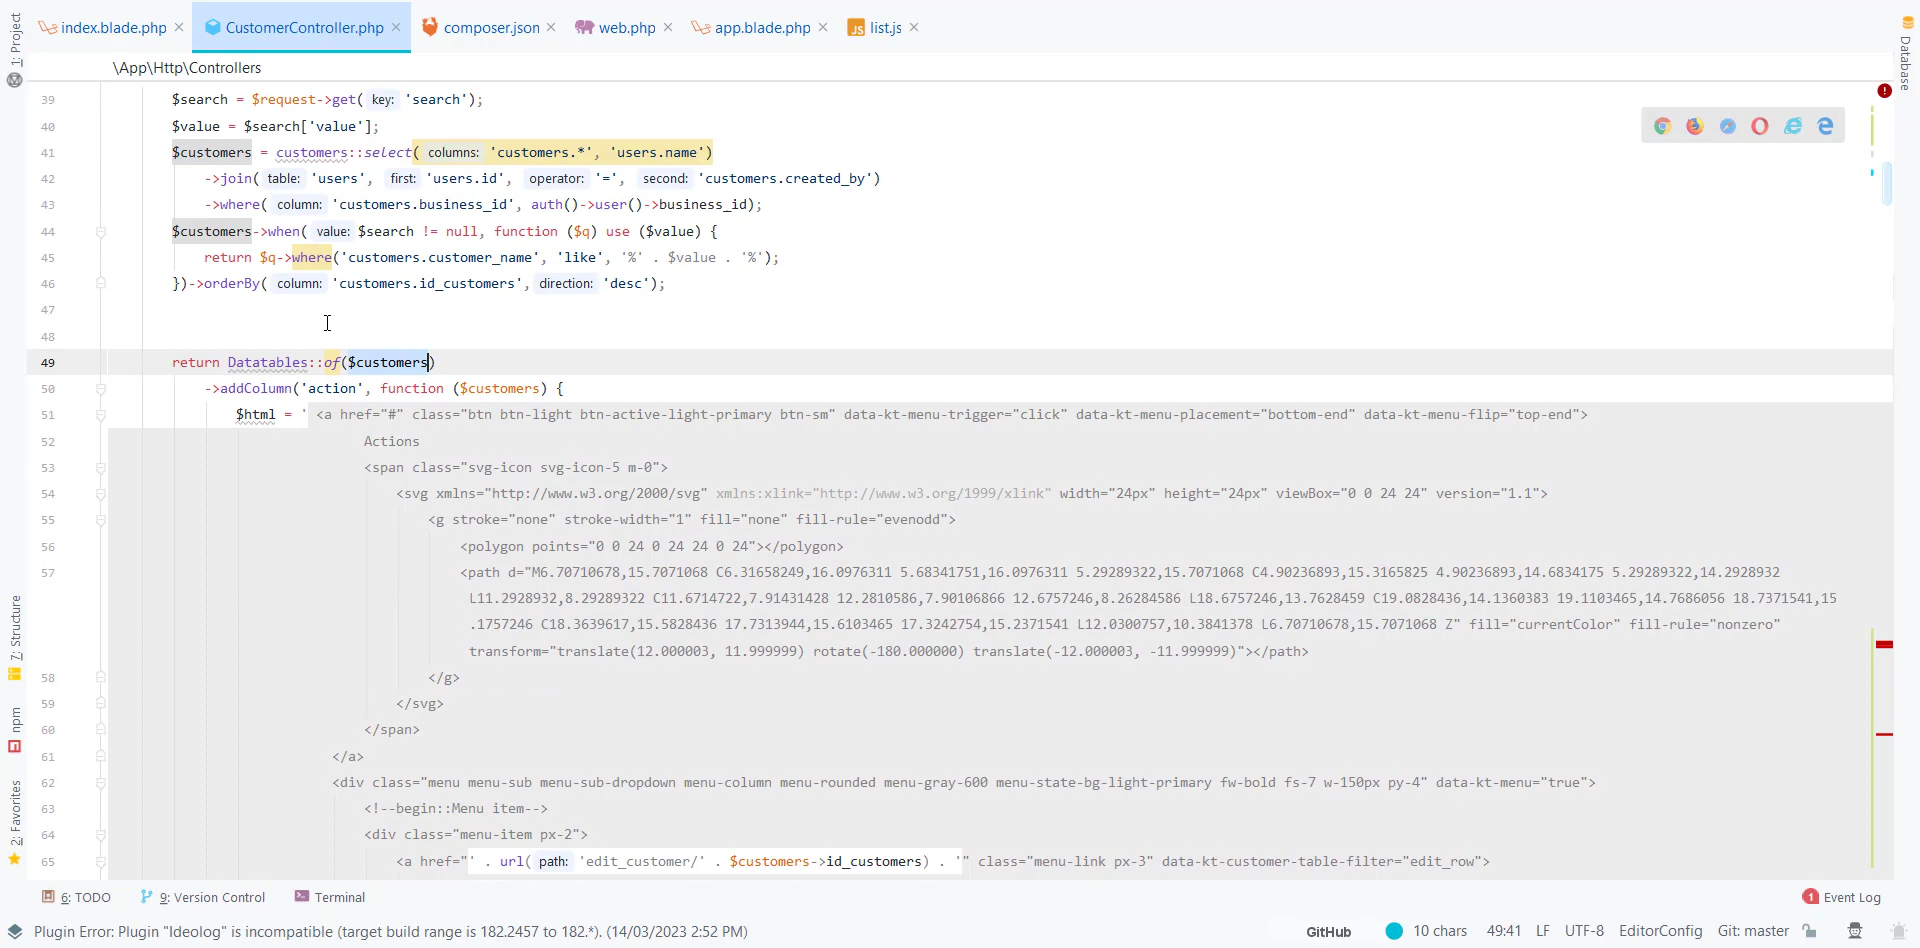 index.blade.php CustomerController.php composer.json web.php app.blade.php list.js
\App\Http\Controllers
39 $search = $request->get( key: 'search');
40 $value = $search['value'];
41 $customers = customers::select( columns: 'customers.*', 'users.name')
42 ->join( table: 'users', first: 'users.id', operator: '=', second: 'customers.created_by')
43 ->where( column: 'customers.business_id', auth()->user()->business_id);
44 $customers->when( value: $search != null, function ($q) use ($value) {
45 return $q->where('customers.customer_name', 'like', '%' . $value . '%');
46 })->orderBy( column: 'customers.id_customers', direction: 'desc');
47
48
49 return Datatables::of($customers)
50 ->addColumn('action', function ($customers) {
51 $html = ' <a href="#" class="btn btn-light btn-active-light-primary btn-sm" data-kt-menu-trigger="click" data-kt-menu-placement="bottom-end" data-kt-menu-flip="top-end">
52 Actions
53 <span class="svg-icon svg-icon-5 m-0">
54 <svg xmlns="http://www.w3.org/2000/svg" xmlns:xlink="http://www.w3.org/1999/xlink" width="24px" height="24px" viewBox="0 0 24 24" version="1.1">
55 <g stroke="none" stroke-width="1" fill="none" fill-rule="evenodd">
56 <polygon points="0 0 24 0 24 24 0 24"></polygon>
57 <path d="M6.70710678,15.7071068 C6.31658249,16.0976311 5.68341751,16.0976311 5.29289322,15.7071068 C4.90236893,15.3165825 4.90236893,14.6834175 5.29289322,14.2928932
L11.2928932,8.29289322 C11.6714722,7.91431428 12.2810586,7.90106866 12.6757246,8.26284586 L18.6757246,13.7628459 C19.0828436,14.1360383 19.1103465,14.7686056 18.7371541,15
.1757246 C18.3639617,15.5828436 17.7313944,15.6103465 17.3242754,15.2371541 L12.0300757,10.3841378 L6.70710678,15.7071068 Z" fill="currentColor" fill-rule="nonzero"
transform="translate(12.000003, 11.999999) rotate(-180.000000) translate(-12.000003, -11.999999)"></path>
58 </g>
59 </svg>
60 </span>
61 </a>
62 <div class="menu menu-sub menu-sub-dropdown menu-column menu-rounded menu-gray-600 menu-state-bg-light-primary fw-bold fs-7 w-150px py-4" data-kt-menu="true">
63 <!--begin::Menu item-->
64 <div class="menu-item px-2">
65 <a href="' . url( path: 'edit_customer/' . $customers->id_customers) . '" class="menu-link px-3" data-kt-customer-table-filter="edit_row">
1: Project
7: Structure
npm
2: Favorites
Database
6: TODO 9: Version Control Terminal 1 Event Log
Plugin Error: Plugin "Ideolog" is incompatible (target build range is 182.2457 to 182.*). (14/03/2023 2:52 PM) GitHub 10 chars 49:41 LF UTF-8 EditorConfig Git: master